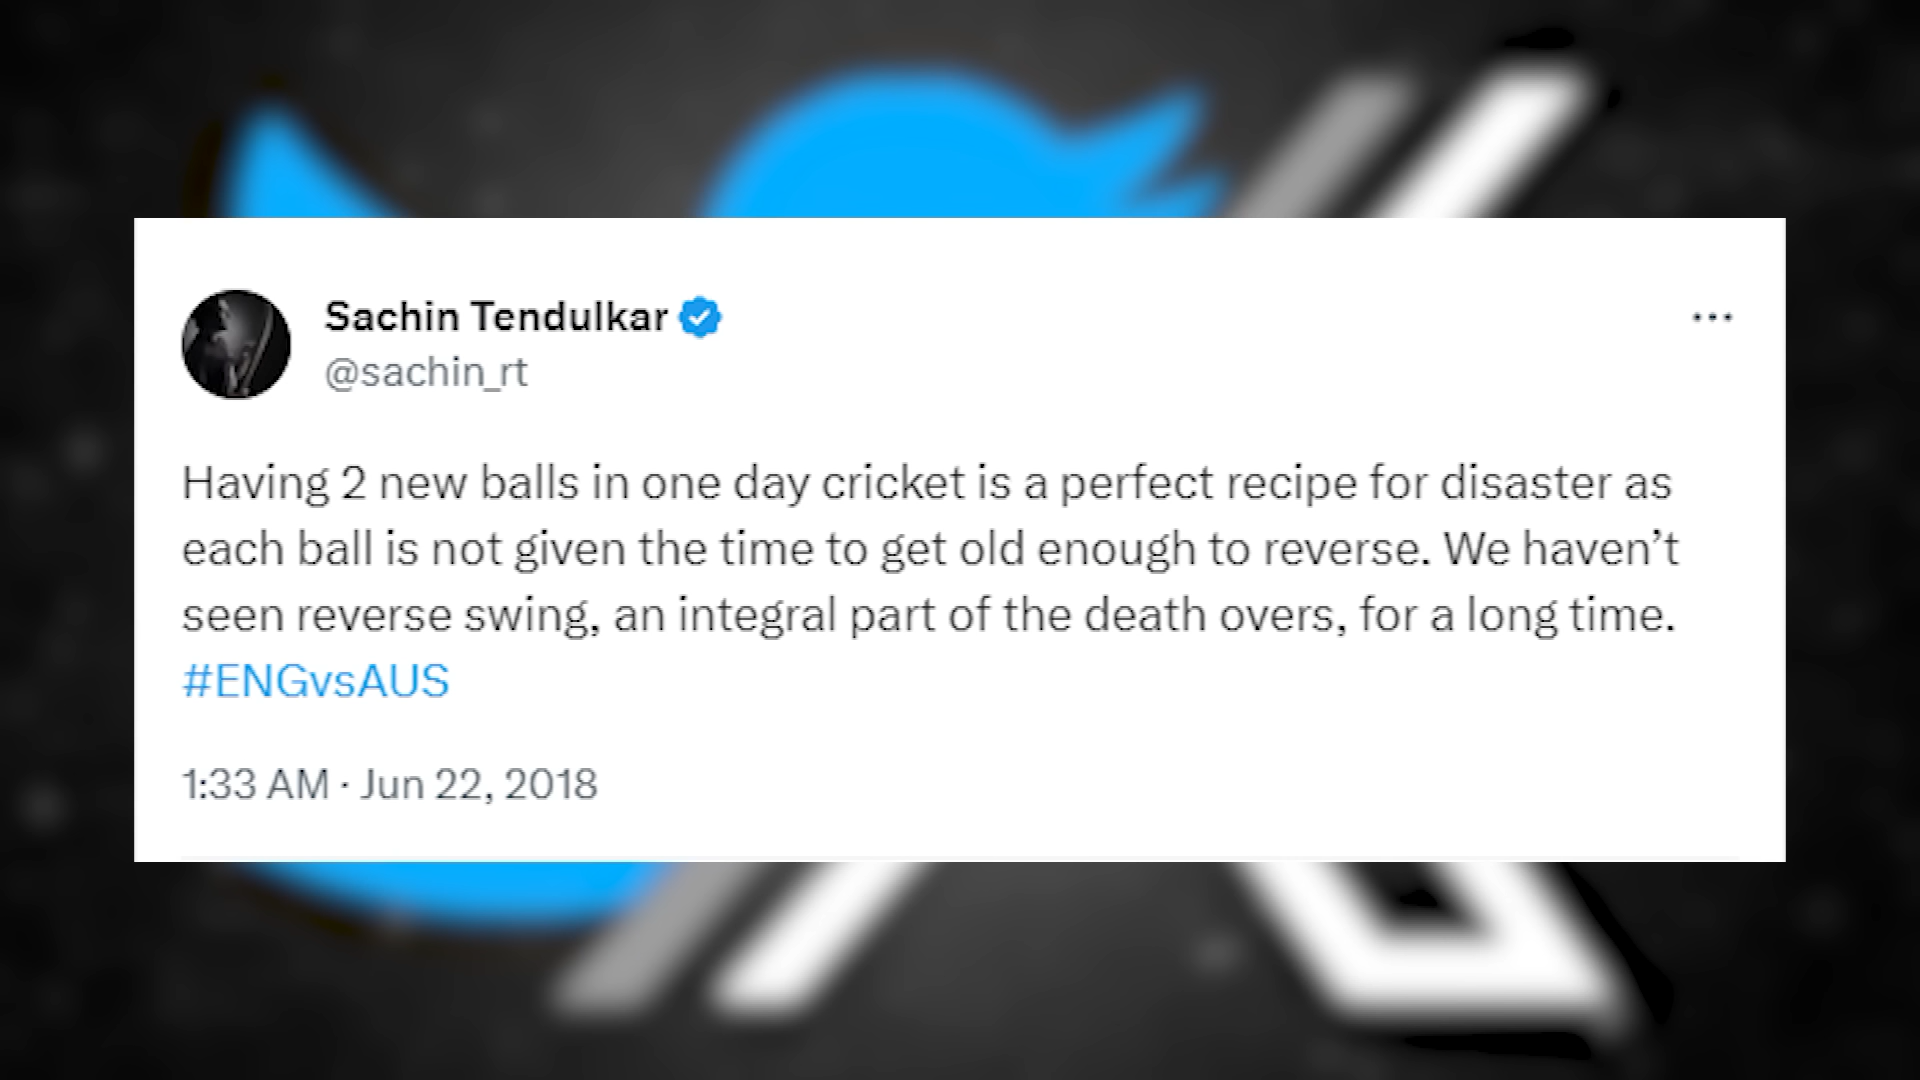 Sachin Tendulkar
@sachin_rt
Having 2 new balls in one day cricket is a perfect recipe for disaster as
each ball is not given the time to get old enough to reverse. We haven’t
seen reverse swing, an integral part of the death overs, for a long time.
#ENGvsAUS
1:33 AM · Jun 22, 2018